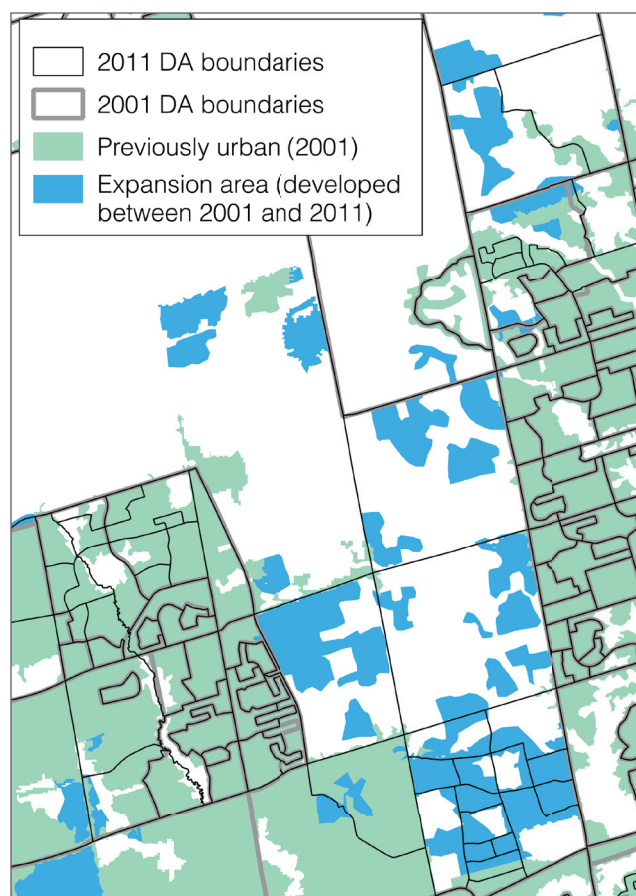 2011 DA boundaries
2001 DA boundaries
Previously urban (2001)
Expansion area (developed
between 2001 and 2011)